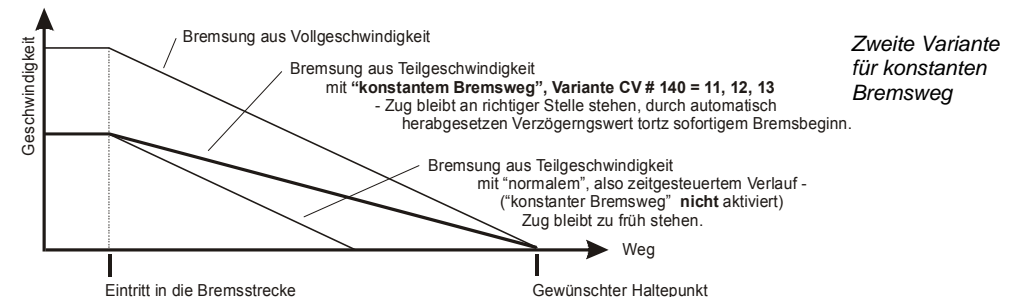 Geschwindigkeit
Bremsung aus Vollgeschwindigkeit
Bremsung aus Teilgeschwindigkeit
mit “konstantem Bremsweg”, Variante CV # 140 = 11, 12, 13
- Zug bleibt an richtiger Stelle stehen, durch automatisch
herabgesetzen Verzögerngswert tortz sofortigem Bremsbeginn.
Bremsung aus Teilgeschwindigkeit
mit “normalem”, also zeitgesteuertem Verlauf -
(“konstanter Bremsweg” nicht aktiviert)
Zug bleibt zu früh stehen.
Weg
Eintritt in die Bremsstrecke
Gewünschter Haltepunkt
Zweite Variante
für konstanten
Bremsweg